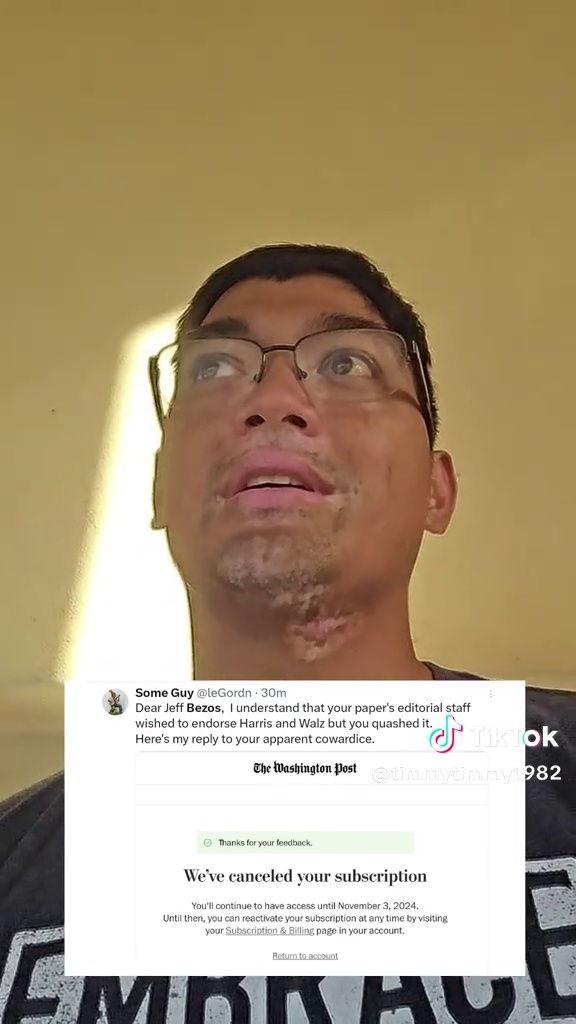 Some Guy @leGordn · 30m
Dear Jeff Bezos, I understand that your paper's editorial staff
wished to endorse Harris and Walz but you quashed it.
Here's my reply to your apparent cowardice.
TikTok
The Washington Post
@timmytimmy1982
Thanks for your feedback.
We've canceled your subscription
You'll continue to have access until November 3, 2024.
Until then, you can reactivate your subscription at any time by visiting
your Subscription & Billing page in your account.
Return to account
EMBRACE